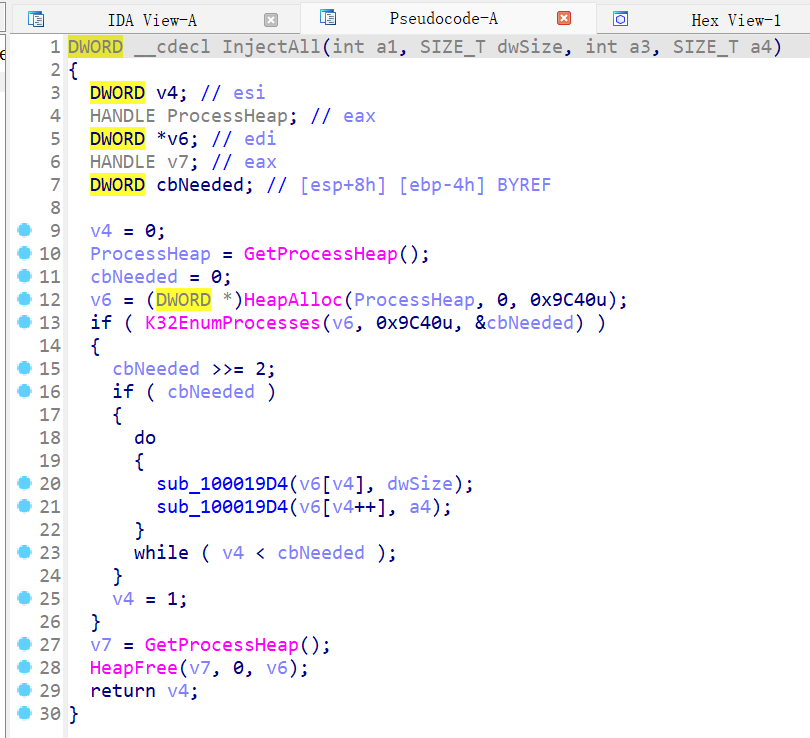 IDA View-A Pseudocode-A Hex View-1
1 DWORD __cdecl InjectAll(int a1, SIZE_T dwSize, int a3, SIZE_T a4)
2 {
3 DWORD v4; // esi
4 HANDLE ProcessHeap; // eax
5 DWORD *v6; // edi
6 HANDLE v7; // eax
7 DWORD cbNeeded; // [esp+8h] [ebp-4h] BYREF
8
9 v4 = 0;
10 ProcessHeap = GetProcessHeap();
11 cbNeeded = 0;
12 v6 = (DWORD *)HeapAlloc(ProcessHeap, 0, 0x9C40u);
13 if ( K32EnumProcesses(v6, 0x9C40u, &cbNeeded) )
14 {
15 cbNeeded >>= 2;
16 if ( cbNeeded )
17 {
18 do
19 {
20 sub_100019D4(v6[v4], dwSize);
21 sub_100019D4(v6[v4++], a4);
22 }
23 while ( v4 < cbNeeded );
24 }
25 v4 = 1;
26 }
27 v7 = GetProcessHeap();
28 HeapFree(v7, 0, v6);
29 return v4;
30 }